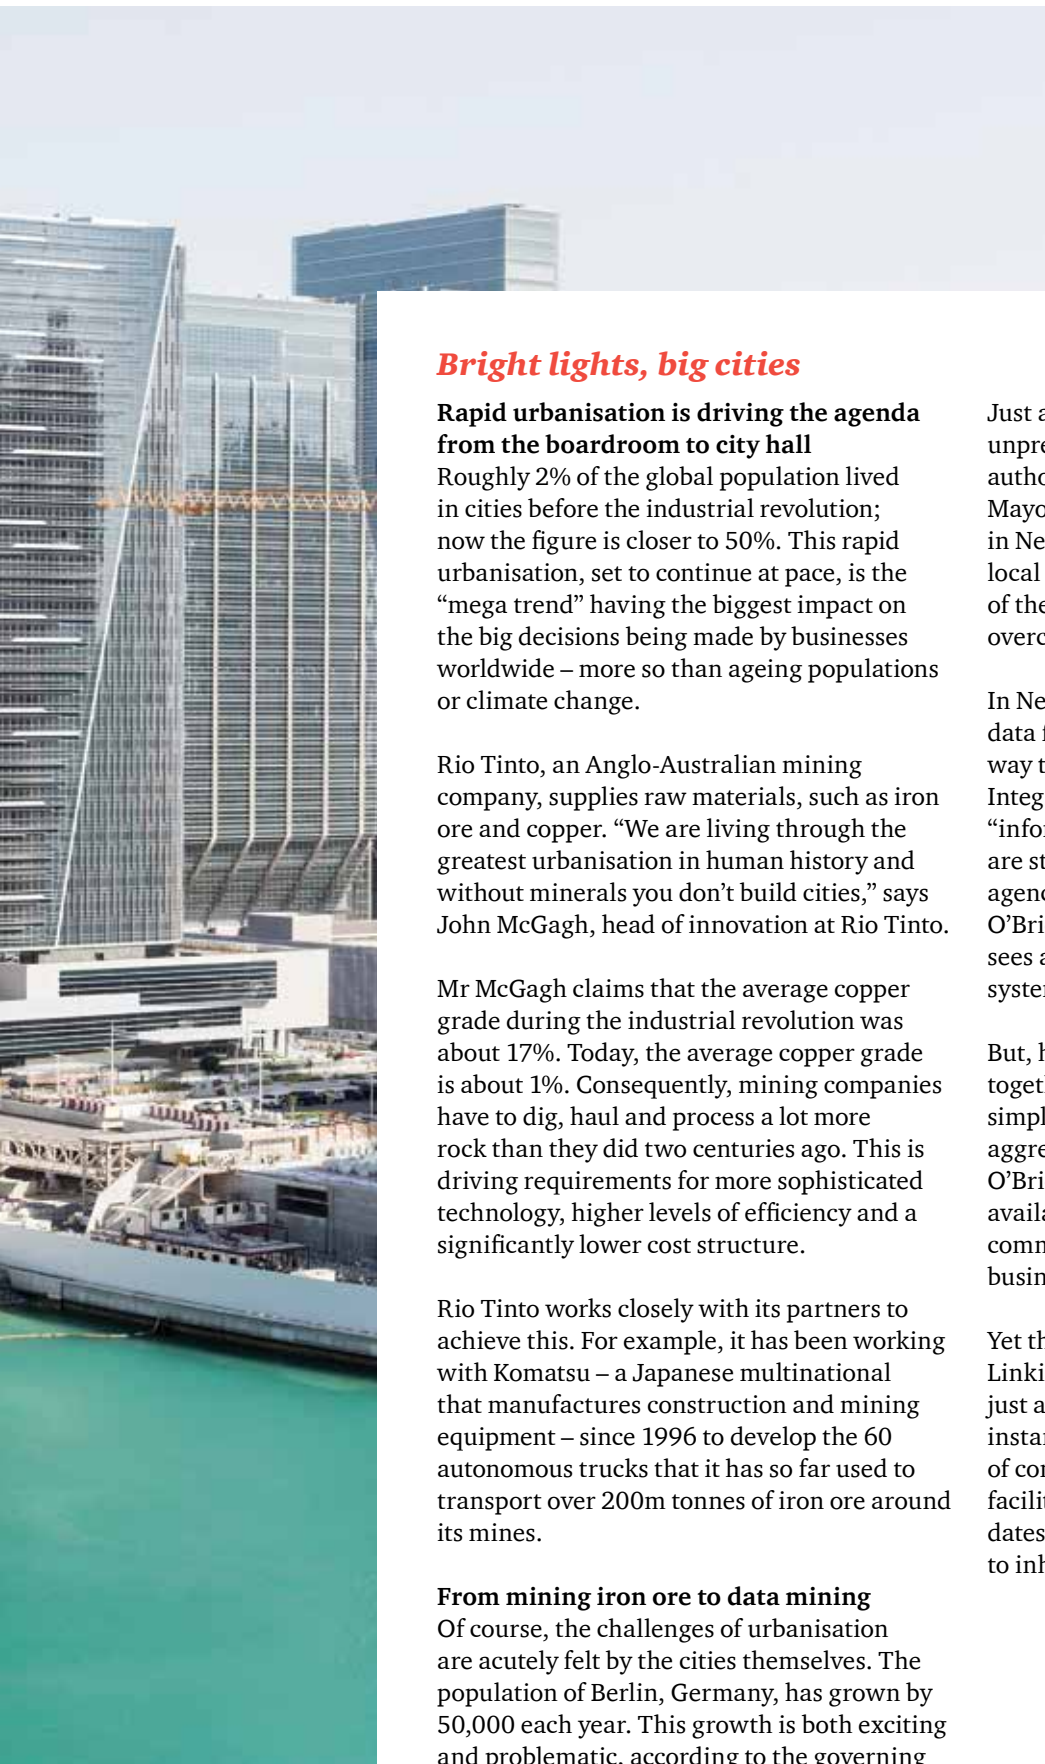 Bright lights, big cities
Rapid urbanisation is driving the agenda
from the boardroom to city hall
Roughly 2% of the global population lived
in cities before the industrial revolution;
now the figure is closer to 50%. This rapid
urbanisation, set to continue at pace, is the
“mega trend” having the biggest impact on
the big decisions being made by businesses
worldwide – more so than ageing populations
or climate change.
Rio Tinto, an Anglo-Australian mining
company, supplies raw materials, such as iron
ore and copper. “We are living through the
greatest urbanisation in human history and
without minerals you don’t build cities,” says
John McGagh, head of innovation at Rio Tinto.
Mr McGagh claims that the average copper
grade during the industrial revolution was
about 17%. Today, the average copper grade
is about 1%. Consequently, mining companies
have to dig, haul and process a lot more
rock than they did two centuries ago. This is
driving requirements for more sophisticated
technology, higher levels of efficiency and a
significantly lower cost structure.
Rio Tinto works closely with its partners to
achieve this. For example, it has been working
with Komatsu – a Japanese multinational
that manufactures construction and mining
equipment – since 1996 to develop the 60
autonomous trucks that it has so far used to
transport over 200m tonnes of iron ore around
its mines.
From mining iron ore to data mining
Of course, the challenges of urbanisation
are acutely felt by the cities themselves. The
population of Berlin, Germany, has grown by
50,000 each year. This growth is both exciting
and problematic, according to the governing
Just
in
local
of
In
data
way
are
O’Bri
sees
But,
O’Bri
Yet
just
of
dates
to